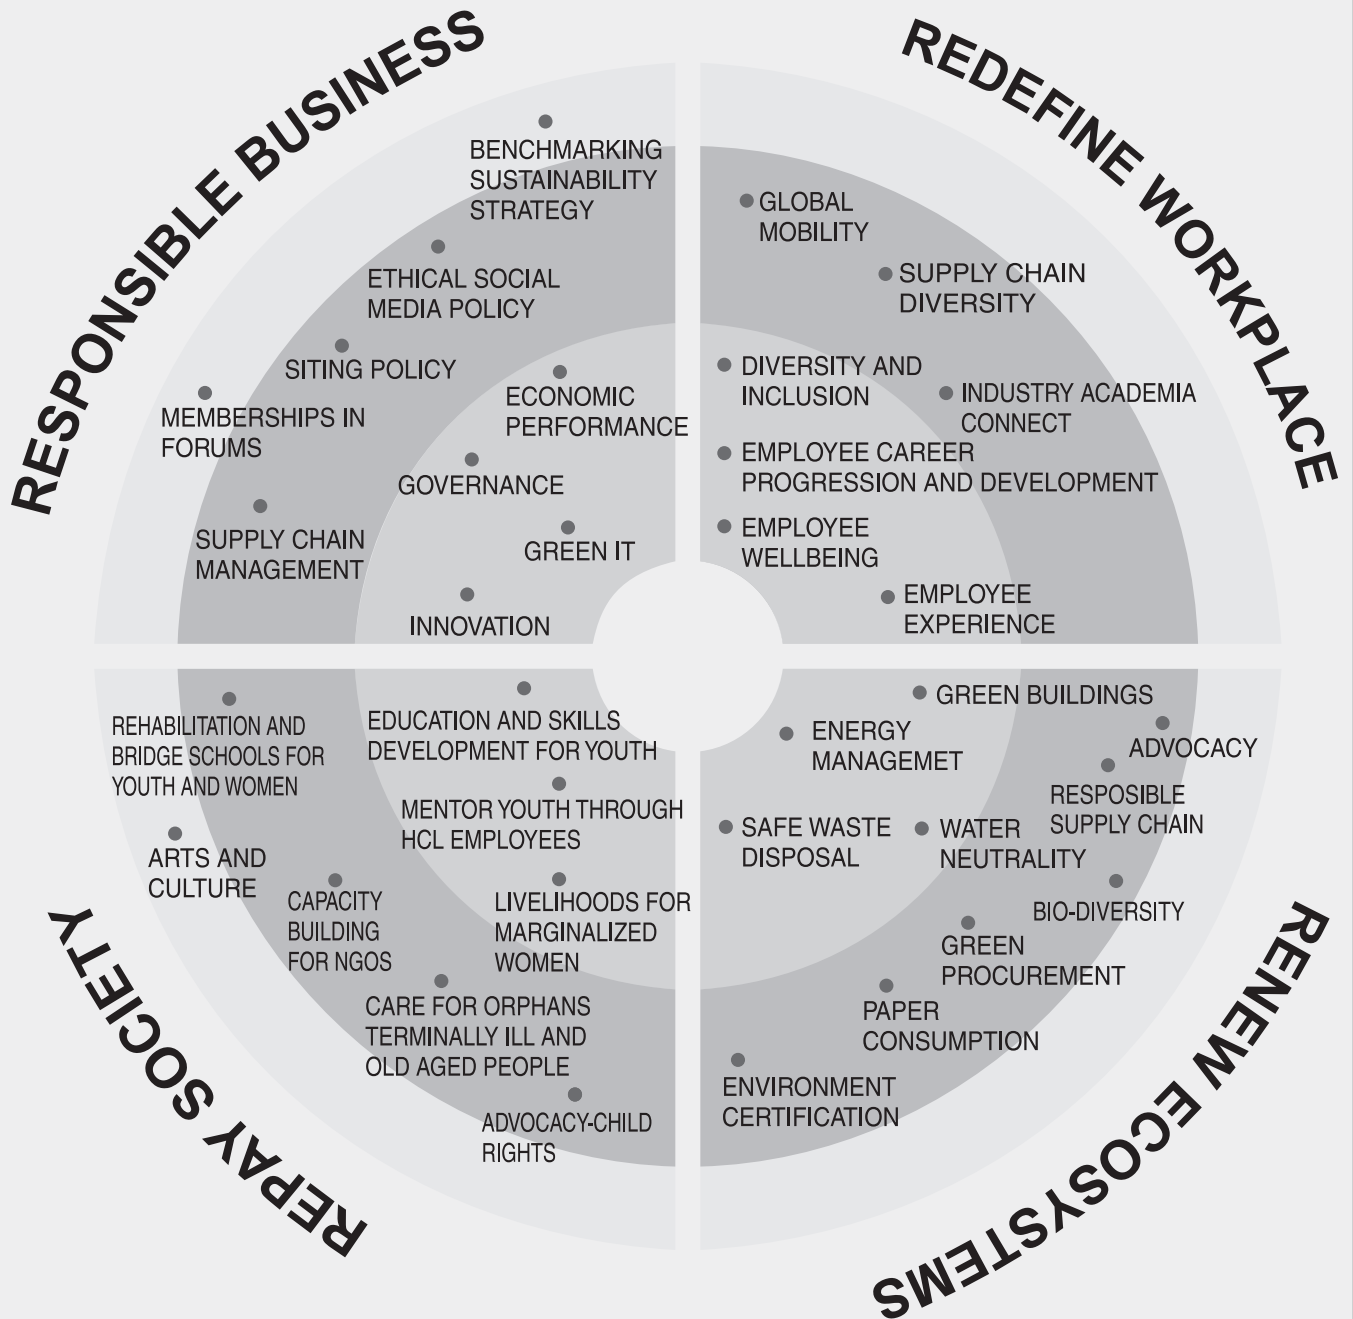 RESPONSIBLE BUSINESS
BENCHMARKING
SUSTAINABILITY
STRATEGY
ETHICAL SOCIAL
MEDIA POLICY
SITING POLICY
MEMBERSHIPS IN
FORUMS
SUPPLY CHAIN
MANAGEMENT
ECONOMIC
PERFORMANCE
GOVERNANCE
GREEN IT
INNOVATION
REDEFINE WORKPLACE
GLOBAL
MOBILITY
SUPPLY CHAIN
DIVERSITY
DIVERSITY AND
INCLUSION
INDUSTRY ACADEMIA
CONNECT
EMPLOYEE CAREER
PROGRESSION AND DEVELOPMENT
EMPLOYEE
WELLBEING
EMPLOYEE
EXPERIENCE
REPAY SOCIETY
REHABILITATION AND
BRIDGE SCHOOLS FOR
YOUTH AND WOMEN
EDUCATION AND SKILLS
DEVELOPMENT FOR YOUTH
MENTOR YOUTH THROUGH
HCL EMPLOYEES
ARTS AND
CULTURE
CAPACITY
BUILDING
FOR NGOS
LIVELIHOODS FOR
MARGINALIZED
WOMEN
CARE FOR ORPHANS
TERMINALLY ILL AND
OLD AGED PEOPLE
ADVOCACY-CHILD
RIGHTS
RENEW ECOSYSTEMS
GREEN BUILDINGS
ENERGY
MANAGEMET
ADVOCACY
RESPOSIBLE
SUPPLY CHAIN
SAFE WASTE
DISPOSAL
WATER
NEUTRALITY
BIO-DIVERSITY
GREEN
PROCUREMENT
PAPER
CONSUMPTION
ENVIRONMENT
CERTIFICATION